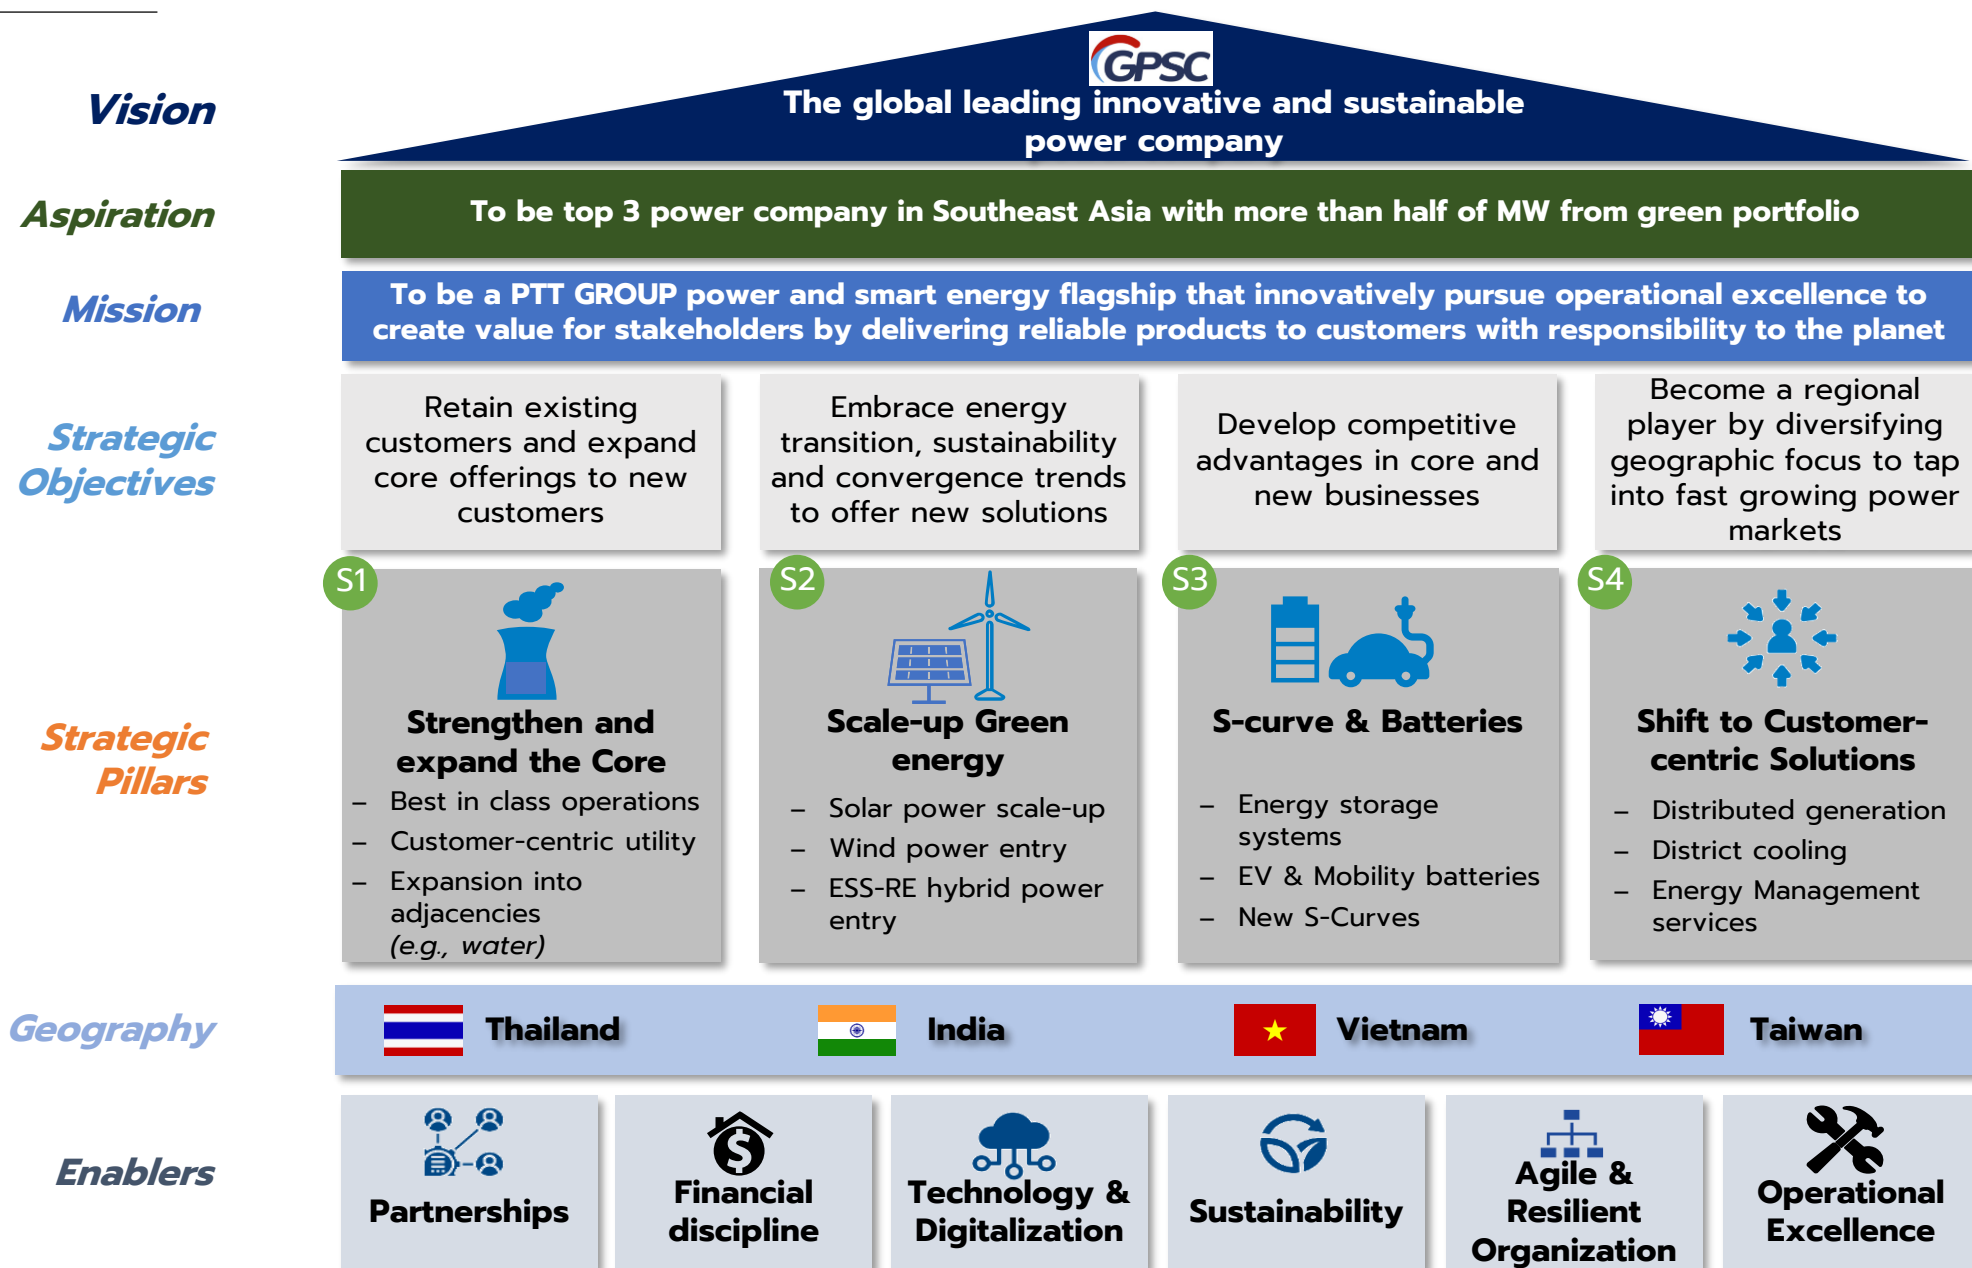 GPSC
Vision
The global leading innovative and sustainable
power company
Aspiration
To be top 3 power company in Southeast Asia with more than half of MW from green portfolio
Mission
To be a PTT GROUP power and smart energy flagship that innovatively pursue operational excellence to
create value for stakeholders by delivering reliable products to customers with responsibility to the planet
Strategic
Objectives
Retain existing
customers and expand
core offerings to new
customers
Embrace energy
transition, sustainability
and convergence trends
to offer new solutions
Develop competitive
advantages in core and
new businesses
Become a regional
player by diversifying
geographic focus to tap
into fast growing power
markets
Strategic
Pillars
S1
Strengthen and
expand the Core
– Best in class operations
– Customer-centric utility
– Expansion into
adjacencies
(e.g., water)
S2
Scale-up Green
energy
– Solar power scale-up
– Wind power entry
– ESS-RE hybrid power
entry
S3
S-curve & Batteries
– Energy storage
systems
– EV & Mobility batteries
– New S-Curves
S4
Shift to Customer-
centric Solutions
– Distributed generation
– District cooling
– Energy Management
services
Geography
Thailand
India
Vietnam
Taiwan
Enablers
Partnerships
$
Financial
discipline
Technology &
Digitalization
Sustainability
Agile &
Resilient
Organization
Operational
Excellence